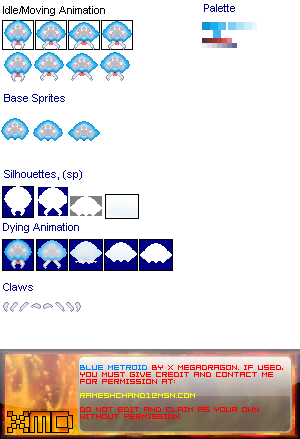 Idle/Moving Animation
Palette
Base Sprites
Silhouettes, (sp)
Dying Animation
Claws
BLUE METROID BY X MEGADRAGON. IF USED,
YOU MUST GIVE CREDIT AND CONTACT ME
FOR PERMISSION AT:
RAMESHCHAND12@MSN.COM
DO NOT EDIT AND CLAIM AS YOUR OWN
WITHOUT PERMISSION.
XMD